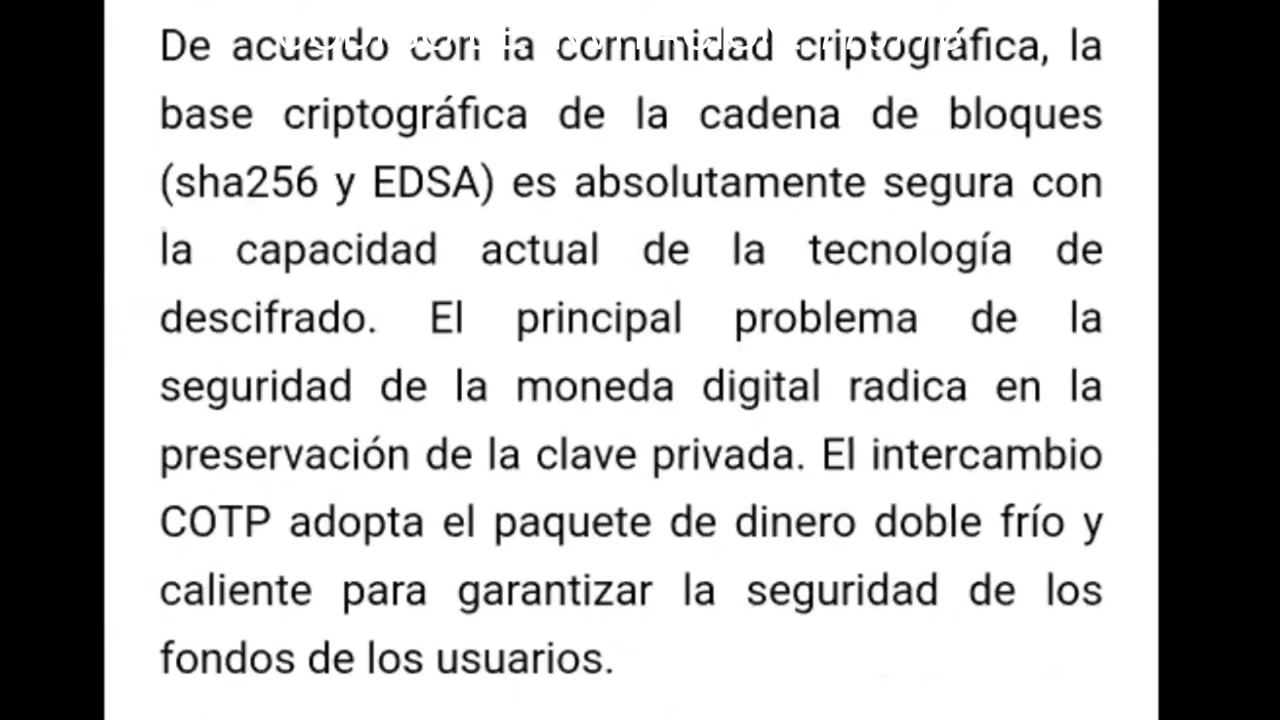 De acuerdo con la comunidad criptográfica, la
base criptográfica de la cadena de bloques
(sha256 y EDSA) es absolutamente segura con
la capacidad actual de la tecnología de
descifrado. El principal problema de la
seguridad de la moneda digital radica en la
preservación de la clave privada. El intercambio
COTP adopta el paquete de dinero doble frío y
caliente para garantizar la seguridad de los
fondos de los usuarios.